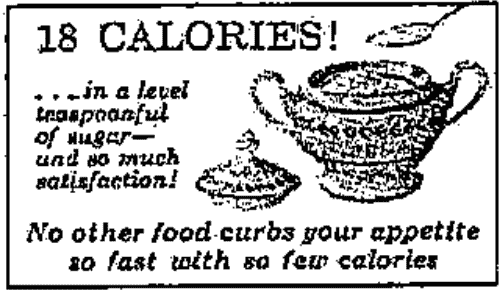 18 CALORIES!
...in a level
teaspoonful
of sugar—
and so much
satisfaction!
No other food curbs your appetite
so fast with so few calories